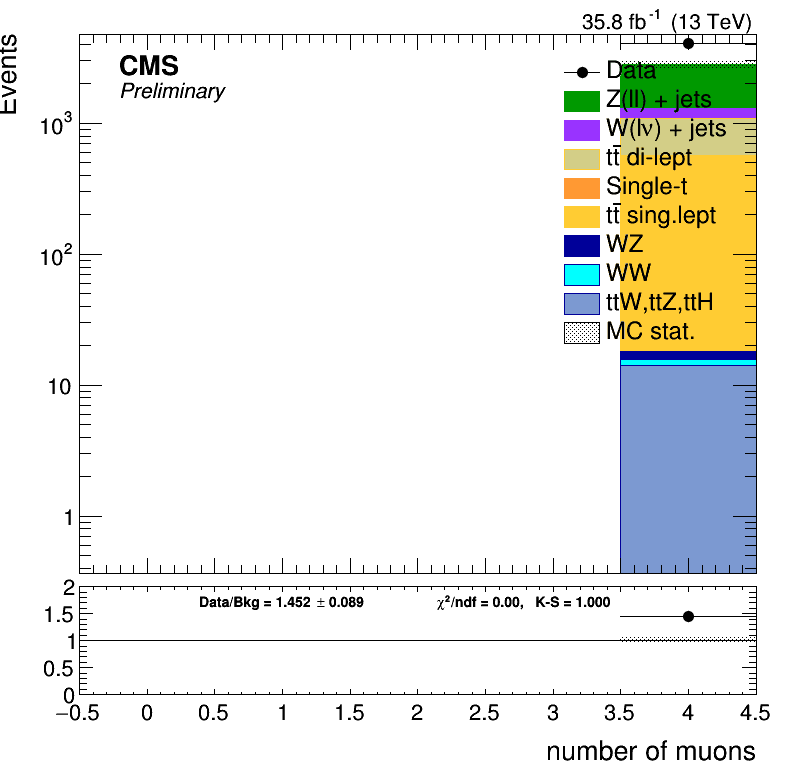 35.8 fb⁻¹ (13 TeV)
Events
CMS
Preliminary
Data
Z(ll) + jets
W(lν) + jets
tt̄ di-lept
Single-t
tt̄ sing.lept
WZ
WW
ttW,ttZ,ttH
MC stat.
10³
10²
10
1
Data/Bkg = 1.452 ± 0.089 χ²/ndf = 0.00, K-S = 1.000
2
1.5
1
0.5
0
−0.5 0 0.5 1 1.5 2 2.5 3 3.5 4 4.5
number of muons